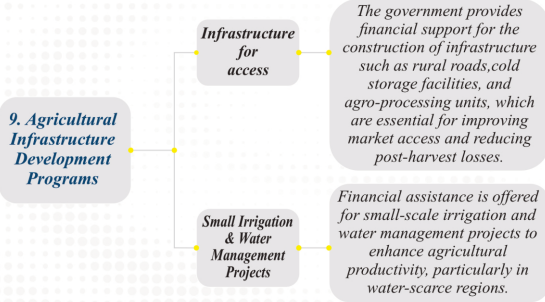 9. Agricultural
Infrastructure
Development
Programs
Infrastructure
for
access
The government provides
financial support for the
construction of infrastructure
such as rural roads,cold
storage facilities, and
agro-processing units, which
are essential for improving
market access and reducing
post-harvest losses.
Small Irrigation
& Water
Management
Projects
Financial assistance is offered
for small-scale irrigation and
water management projects to
enhance agricultural
productivity, particularly in
water-scarce regions.